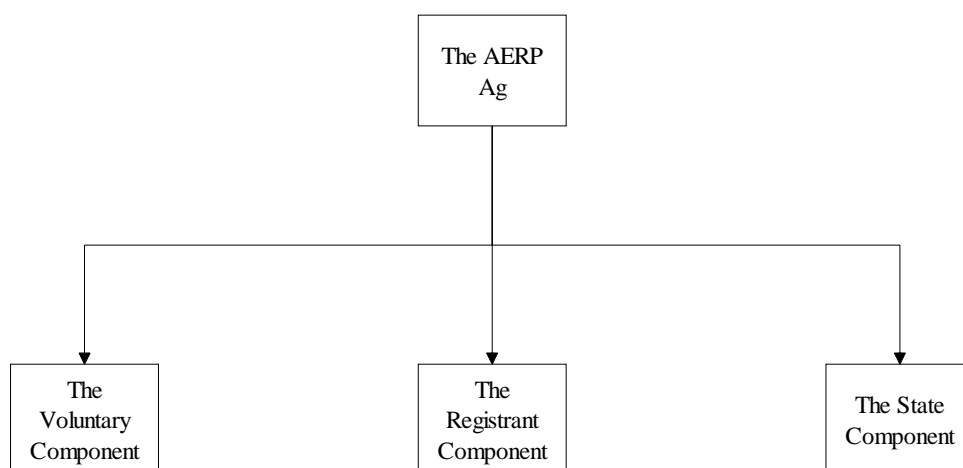 The AERP
Ag
The
Voluntary
Component
The
Registrant
Component
The State
Component